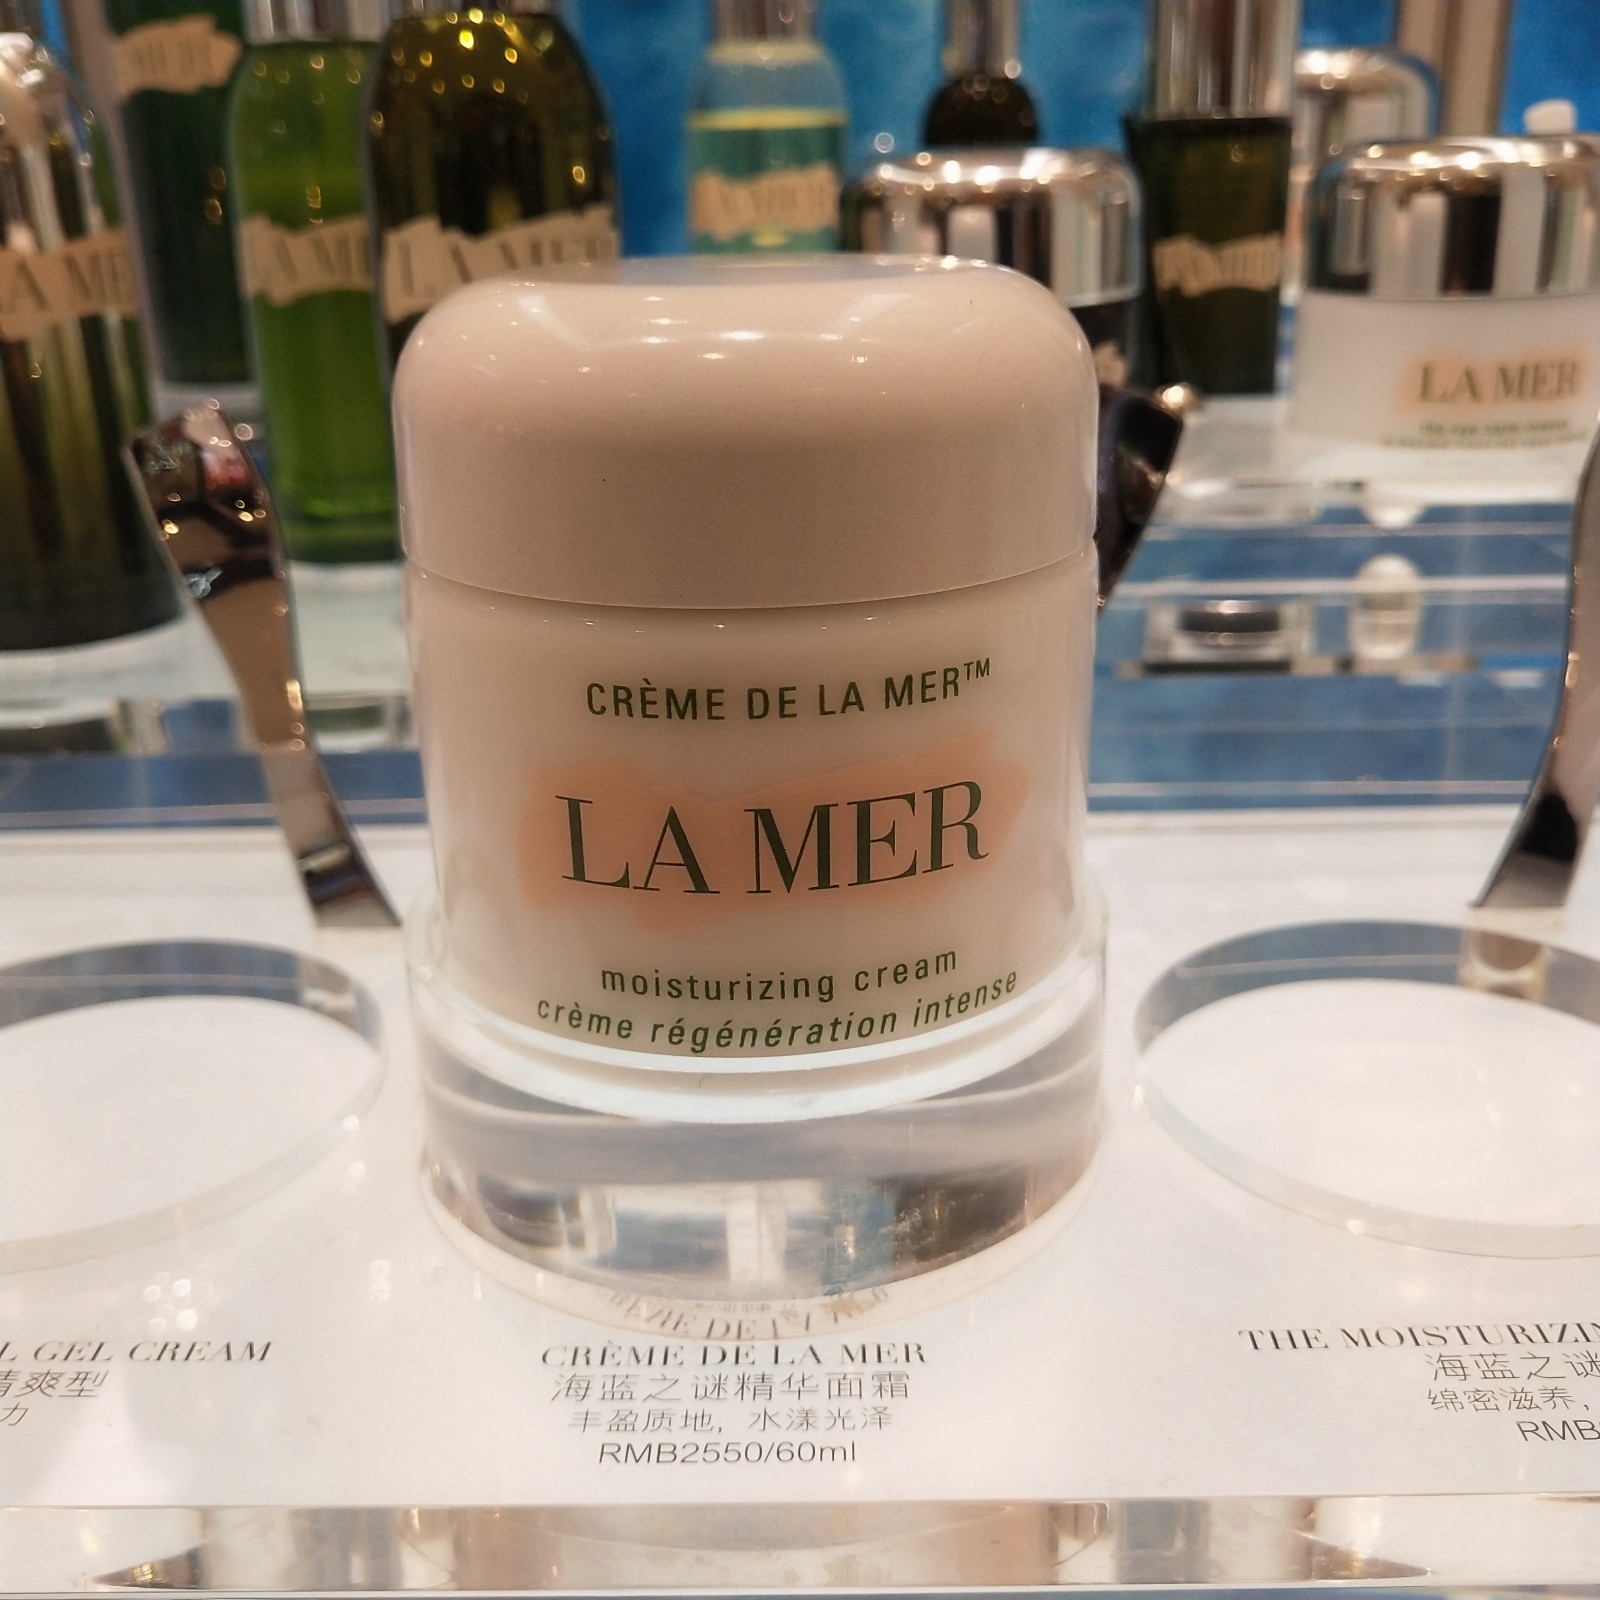 LA MER
LA MER
LA MER
LA MER
LA MER
LA MER
CRÈME DE LA MER™
LA MER
moisturizing cream
crème régénération intense
GEL CREAM
清爽型
力
CRÈME DE LA MER
海蓝之谜精华面霜
丰盈质地，水漾光泽
RMB2550/60ml
THE MOISTURIZIN
海蓝之谜
绵密滋养，
RMB